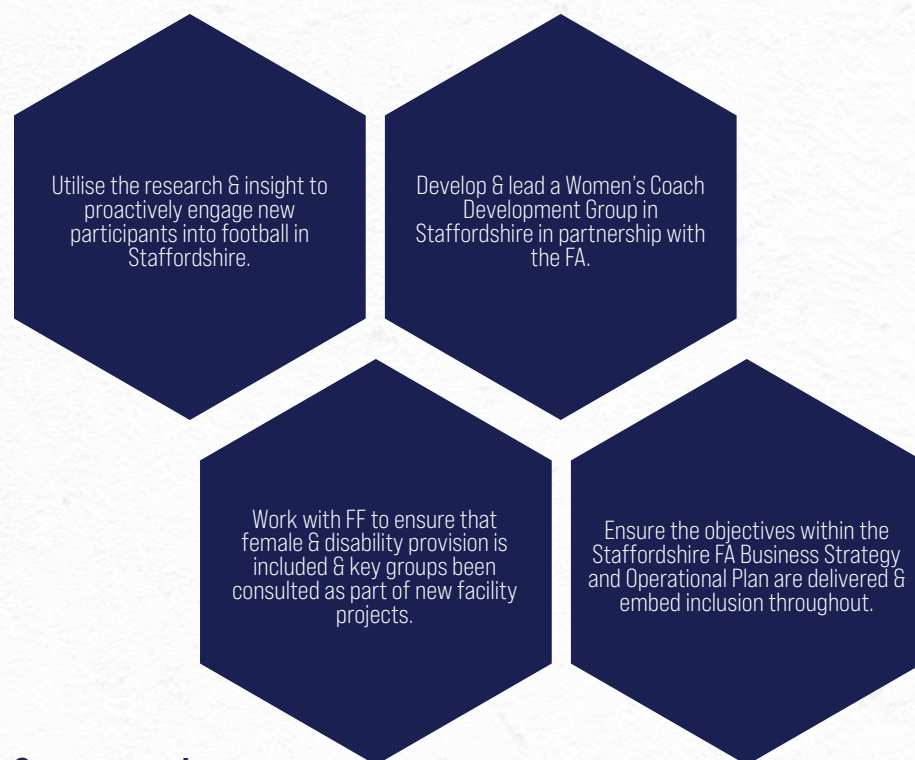 Utilise the research & insight to
proactively engage new
participants into football in
Staffordshire.
Develop & lead a Women's Coach
Development Group in
Staffordshire in partnership with
the FA.
Work with FF to ensure that
female & disability provision is
included & key groups been
consulted as part of new facility
projects.
Ensure the objectives within the
Staffordshire FA Business Strategy
and Operational Plan are delivered &
embed inclusion throughout.